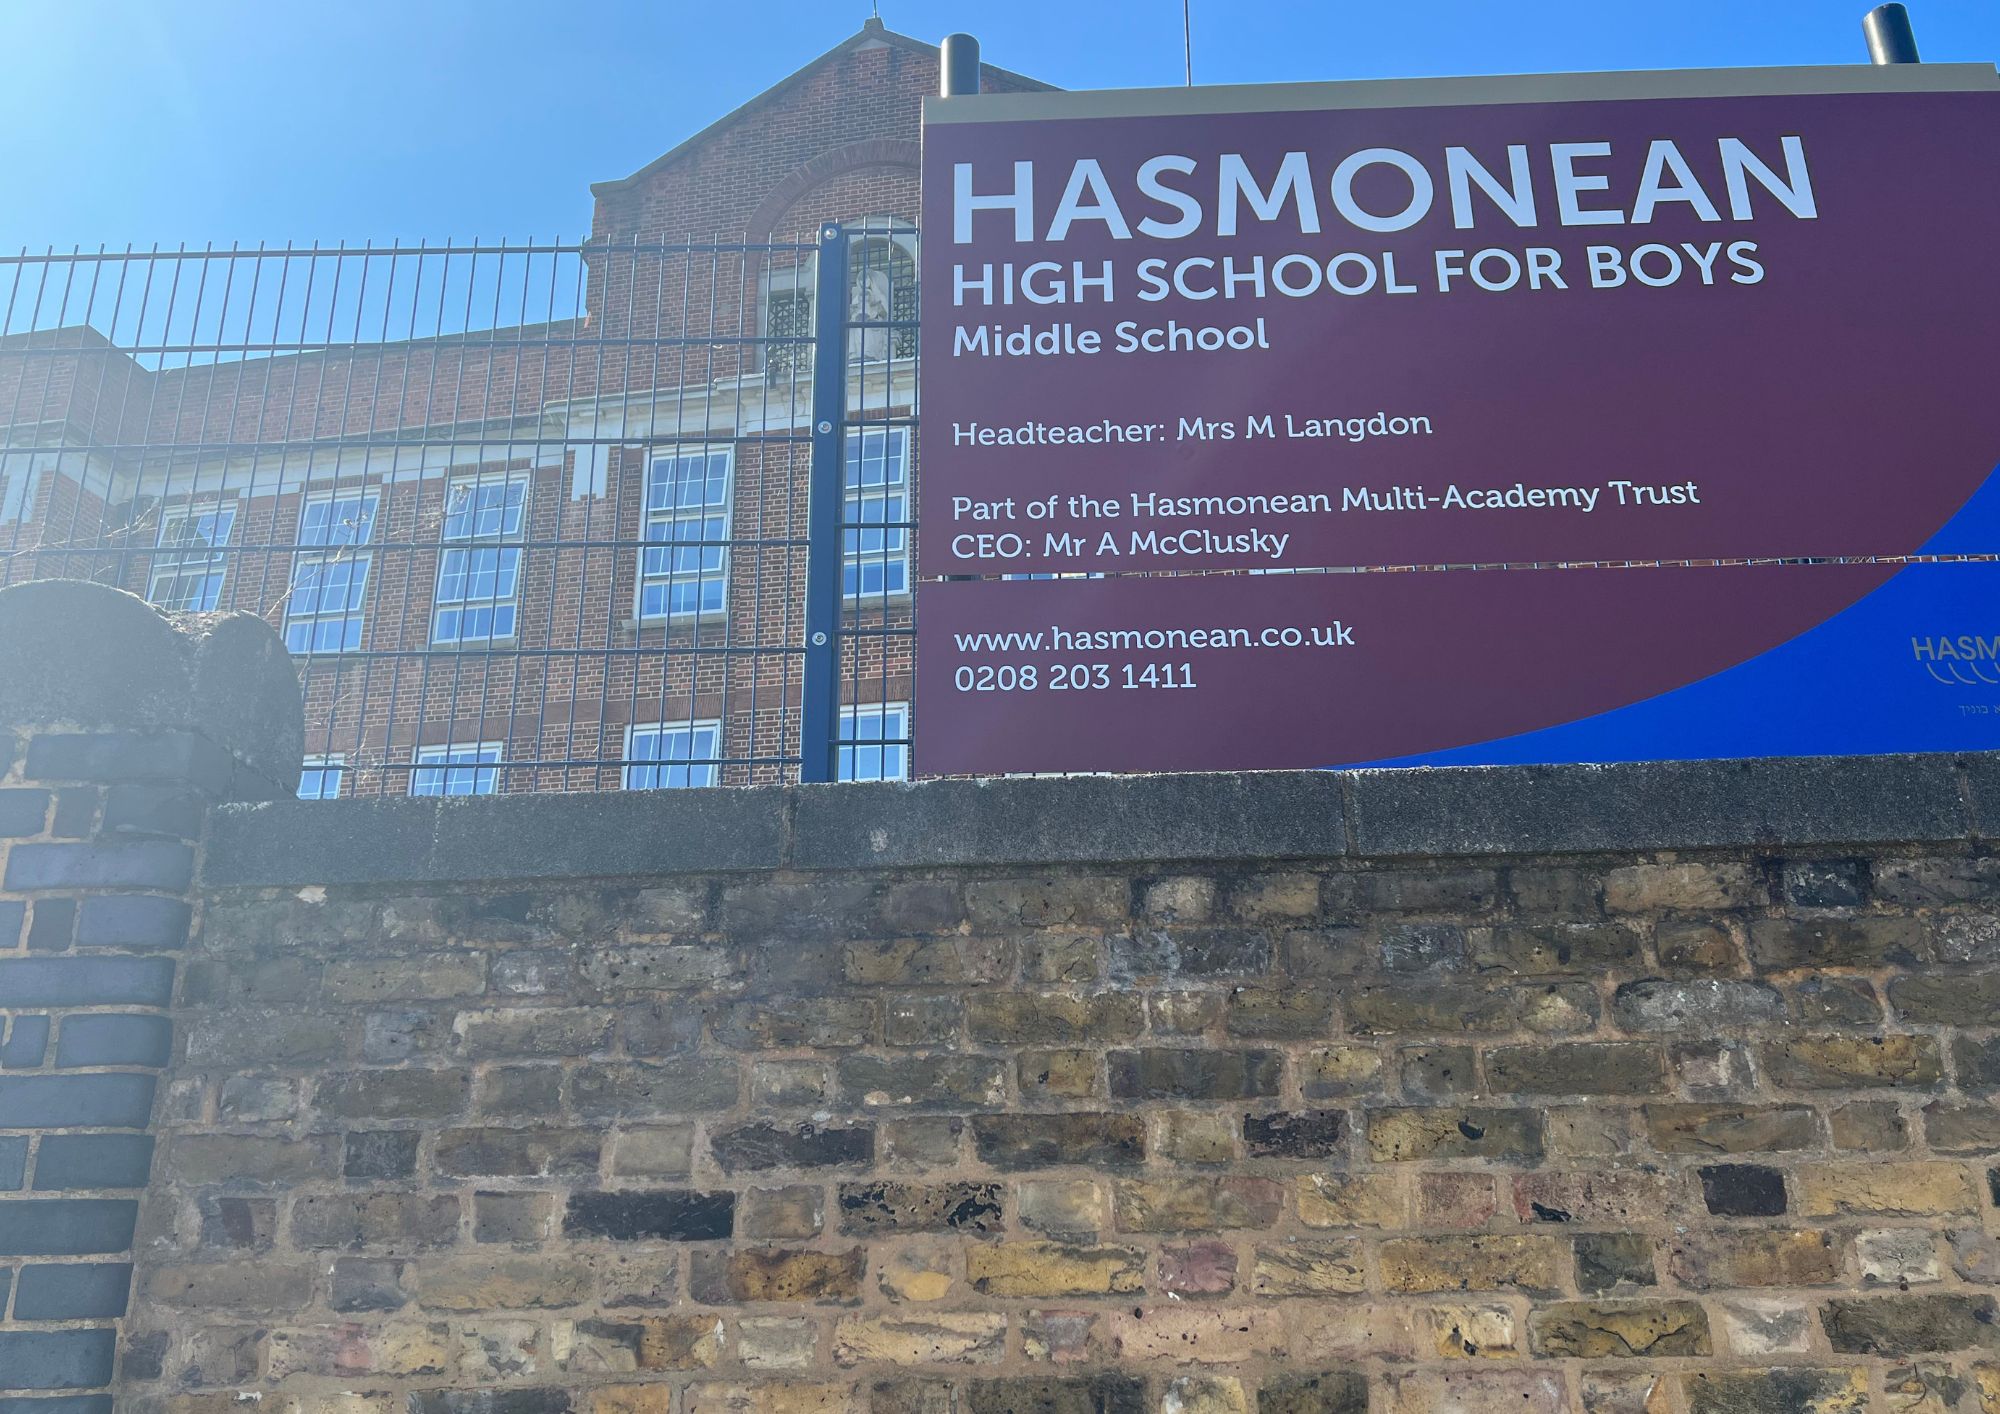 HASMONEAN
HIGH SCHOOL FOR BOYS
Middle School
Headteacher: Mrs M Langdon
Part of the Hasmonean Multi-Academy Trust
CEO: Mr A McClusky
www.hasmonean.co.uk
0208 203 1411